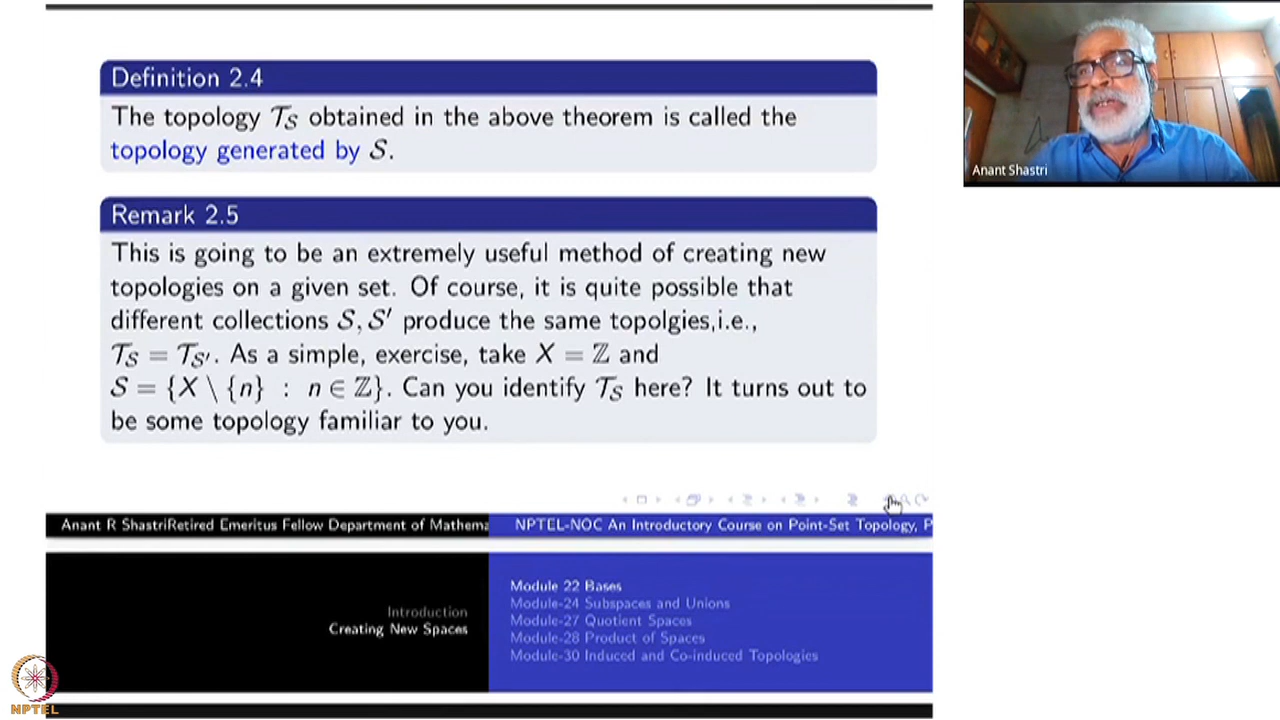 Definition 2.4
The topology 𝒯_𝒮 obtained in the above theorem is called the
topology generated by 𝒮.
Remark 2.5
This is going to be an extremely useful method of creating new
topologies on a given set. Of course, it is quite possible that
different collections 𝒮, 𝒮′ produce the same topolgies,i.e.,
𝒯_𝒮 = 𝒯_𝒮′. As a simple, exercise, take X = ℤ and
𝒮 = {X \ {n} : n ∈ ℤ}. Can you identify 𝒯_𝒮 here? It turns out to
be some topology familiar to you.
Anant Shastri
Anant R ShastriRetired Emeritus Fellow Department of Mathema
NPTEL-NOC An Introductory Course on Point-Set Topology, P
Introduction
Creating New Spaces
Module 22 Bases
Module-24 Subspaces and Unions
Module-27 Quotient Spaces
Module-28 Product of Spaces
Module-30 Induced and Co-induced Topologies
NPTEL